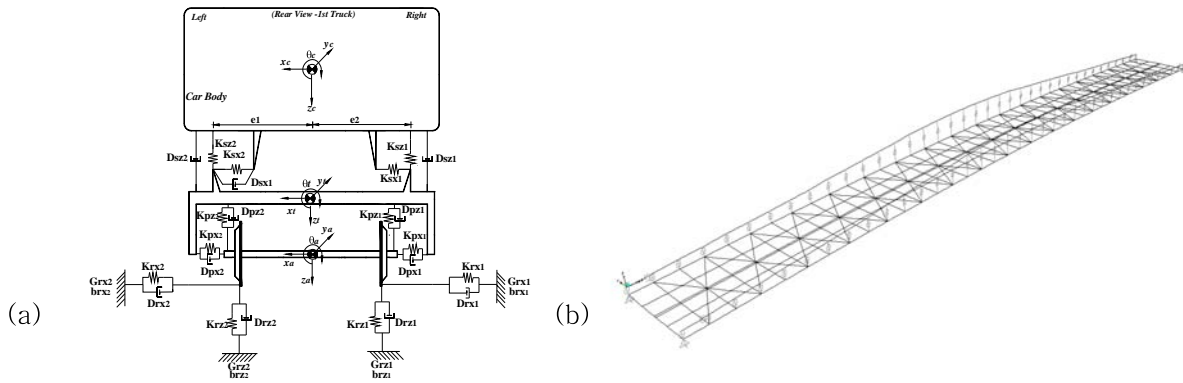 Left
(Rear View -1st Truck)
Right
θc
yc
xc
zc
Car Body
e1
e2
Dsz2
Ksz2
Ksx2
Dsx1
Ksz1
Ksx1
Dsz1
θt
yt
xt
zt
Kpz2
Dpz2
Kpz1
Dpz1
Kpx2
Dpx2
θa
ya
xa
za
Kpx1
Dpx1
Grx2
brx2
Krx2
Drx2
Krx1
Drx1
Grx1
brx1
Krz2
Drz2
Krz1
Drz1
Grz2
brz2
Grz1
brz1
(a)
(b)